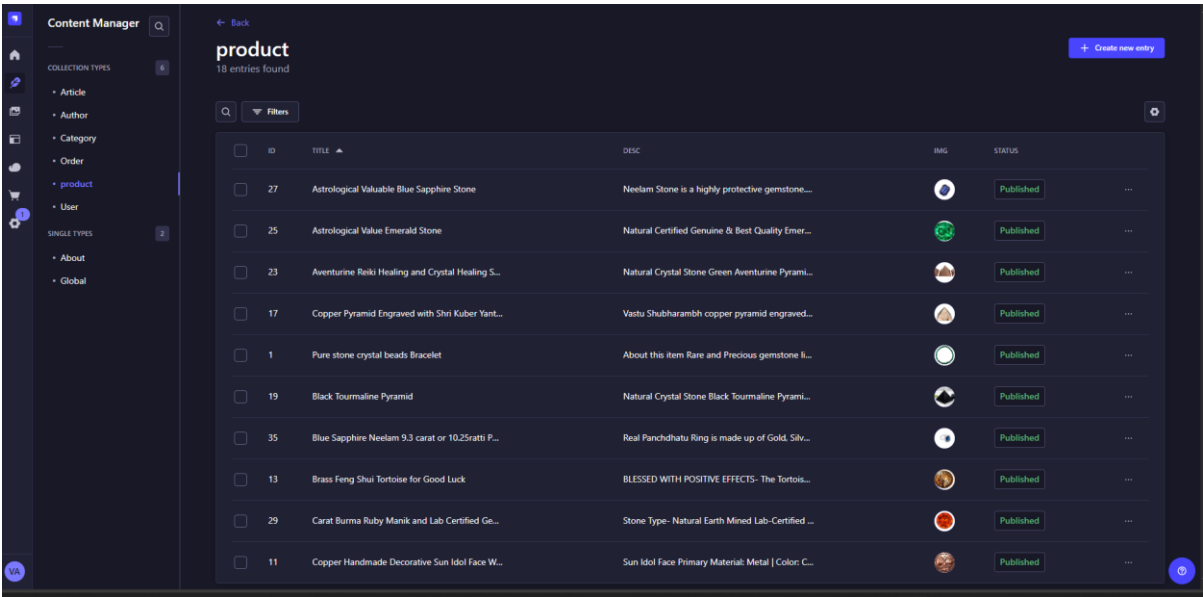 Content Manager
COLLECTION TYPES 6
Article
Author
Category
Order
product
User
SINGLE TYPES 2
About
Global
1
VA
Back
product
18 entries found
Create new entry
Filters
ID TITLE DESC IMG STATUS
27 Astrological Valuable Blue Sapphire Stone Neelam Stone is a highly protective gemstone.... Published ...
25 Astrological Value Emerald Stone Natural Certified Genuine & Best Quality Emer... Published ...
23 Aventurine Reiki Healing and Crystal Healing S... Natural Crystal Stone Green Aventurine Pyrami... Published ...
17 Copper Pyramid Engraved with Shri Kuber Yant... Vastu Shubharambh copper pyramid engraved... Published ...
1 Pure stone crystal beads Bracelet About this item Rare and Precious gemstone li... Published ...
19 Black Tourmaline Pyramid Natural Crystal Stone Black Tourmaline Pyrami... Published ...
35 Blue Sapphire Neelam 9.3 carat or 10.25ratti P... Real Panchdhatu Ring is made up of Gold, Silv... Published ...
13 Brass Feng Shui Tortoise for Good Luck BLESSED WITH POSITIVE EFFECTS- The Tortois... Published ...
29 Carat Burma Ruby Manik and Lab Certified Ge... Stone Type- Natural Earth Mined Lab-Certified ... Published ...
11 Copper Handmade Decorative Sun Idol Face W... Sun Idol Face Primary Material: Metal | Color: C... Published ...